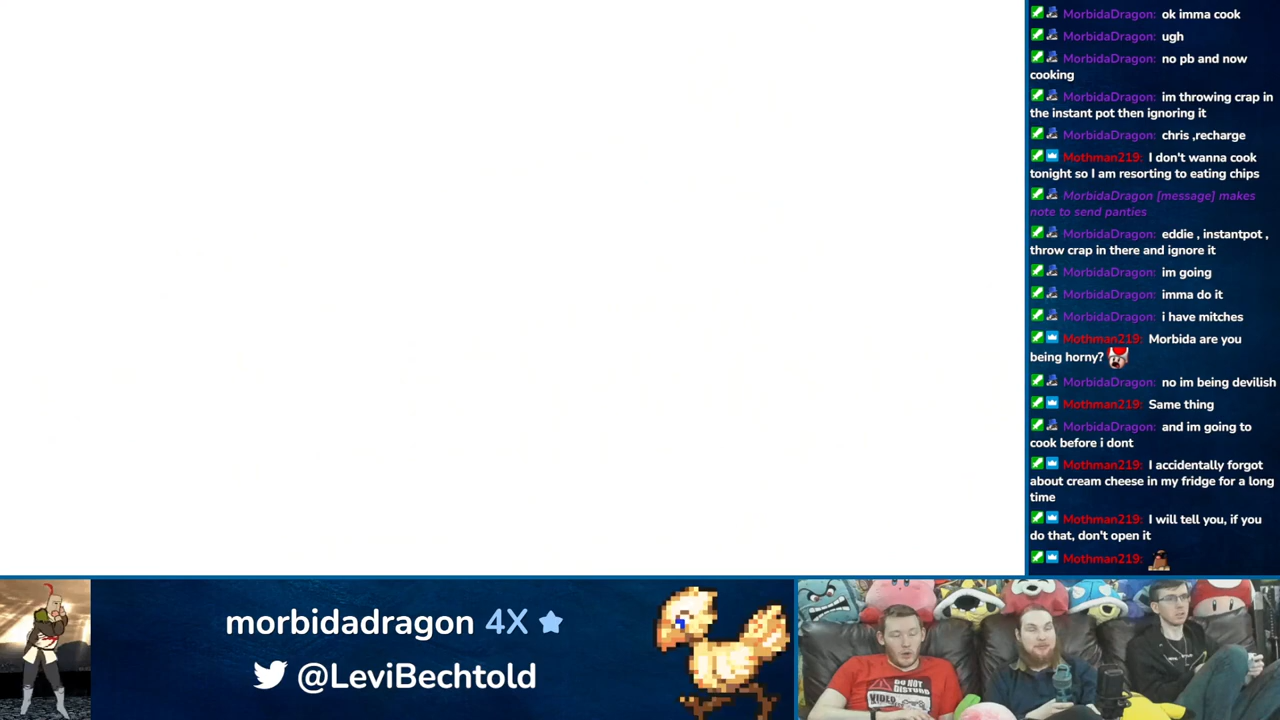 MorbidaDragon: ok imma cook
MorbidaDragon: ugh
MorbidaDragon: no pb and now
cooking
MorbidaDragon: im throwing crap in
the instant pot then ignoring it
MorbidaDragon: chris ,recharge
Mothman219: I don't wanna cook
tonight so I am resorting to eating chips
MorbidaDragon [message] makes
note to send panties
MorbidaDragon: eddie , instantpot ,
throw crap in there and ignore it
MorbidaDragon: im going
MorbidaDragon: imma do it
MorbidaDragon: i have mitches
Mothman219: Morbida are you
being horny?
MorbidaDragon: no im being devilish
Mothman219: Same thing
MorbidaDragon: and im going to
cook before i dont
Mothman219: I accidentally forgot
about cream cheese in my fridge for a long
time
Mothman219: I will tell you, if you
do that, don't open it
Mothman219:
morbidadragon 4X
@LeviBechtold
DO NOT
DISTURB
VIDEO